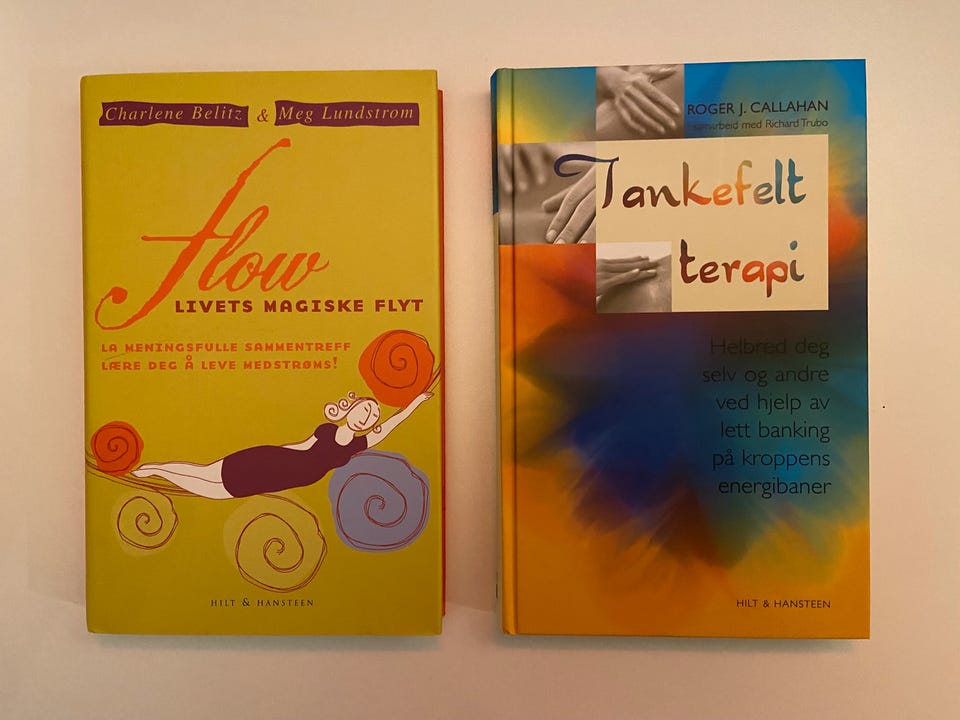 Charlene Belitz & Meg Lundstrom
flow
LIVETS MAGISKE FLYT
LA MENINGSFULLE SAMMENTREFF
LÆRE DEG Å LEVE MEDSTRØMS!
HILT & HANSTEEN
ROGER J. CALLAHAN
i samarbeid med Richard Trubo
Tankefelt
terapi
Helbred deg
selv og andre
ved hjelp av
lett banking
på kroppens
energibaner
HILT & HANSTEEN